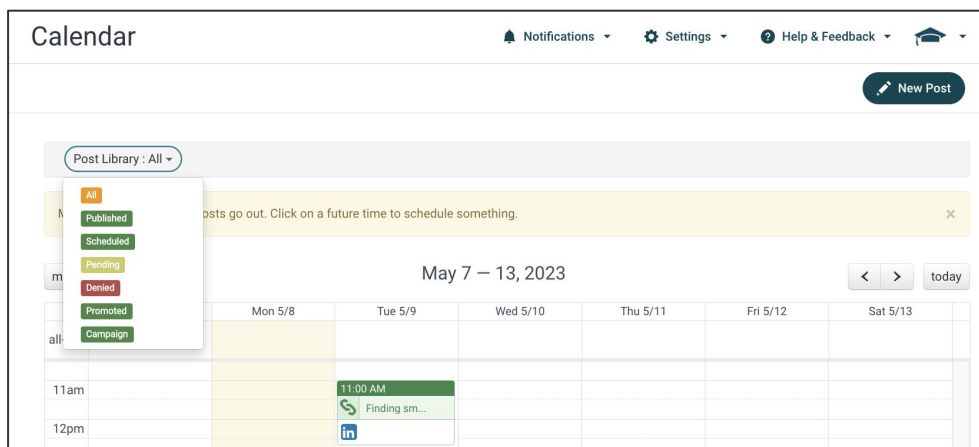 Calendar
Notifications
Settings
Help & Feedback
New Post
Post Library : All
All
Published
Scheduled
Pending
Denied
Promoted
Campaign
osts go out. Click on a future time to schedule something.
×
May 7 — 13, 2023
today
Mon 5/8
Tue 5/9
Wed 5/10
Thu 5/11
Fri 5/12
Sat 5/13
11am
11:00 AM
Finding sm...
in
12pm